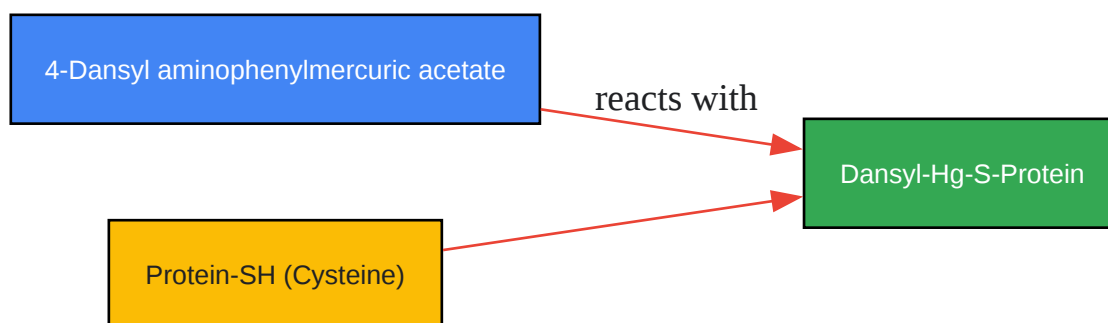 4-Dansyl aminophenylmercuric acetate
reacts with
Dansyl-Hg-S-Protein
Protein-SH (Cysteine)